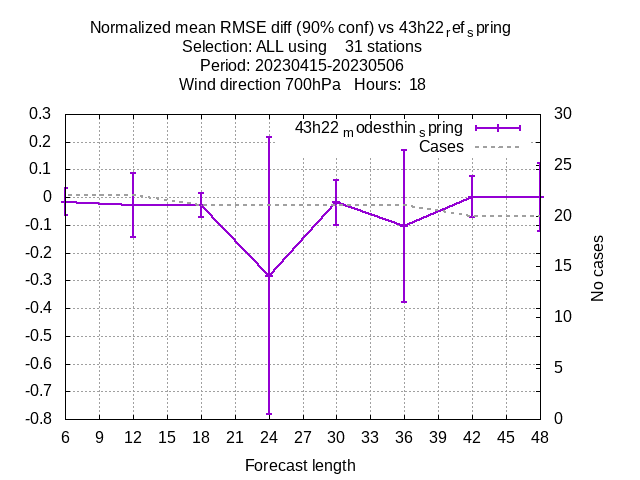 Normalized mean RMSE diff (90% conf) vs 43h22refspring
Selection: ALL using 31 stations
Period: 20230415-20230506
Wind direction 700hPa Hours: 18
43h22modesthinspring
Cases
0.3
0.2
0.1
0
-0.1
-0.2
-0.3
-0.4
-0.5
-0.6
-0.7
-0.8
30
25
20
15
10
5
0
No cases
6 9 12 15 18 21 24 27 30 33 36 39 42 45 48
Forecast length